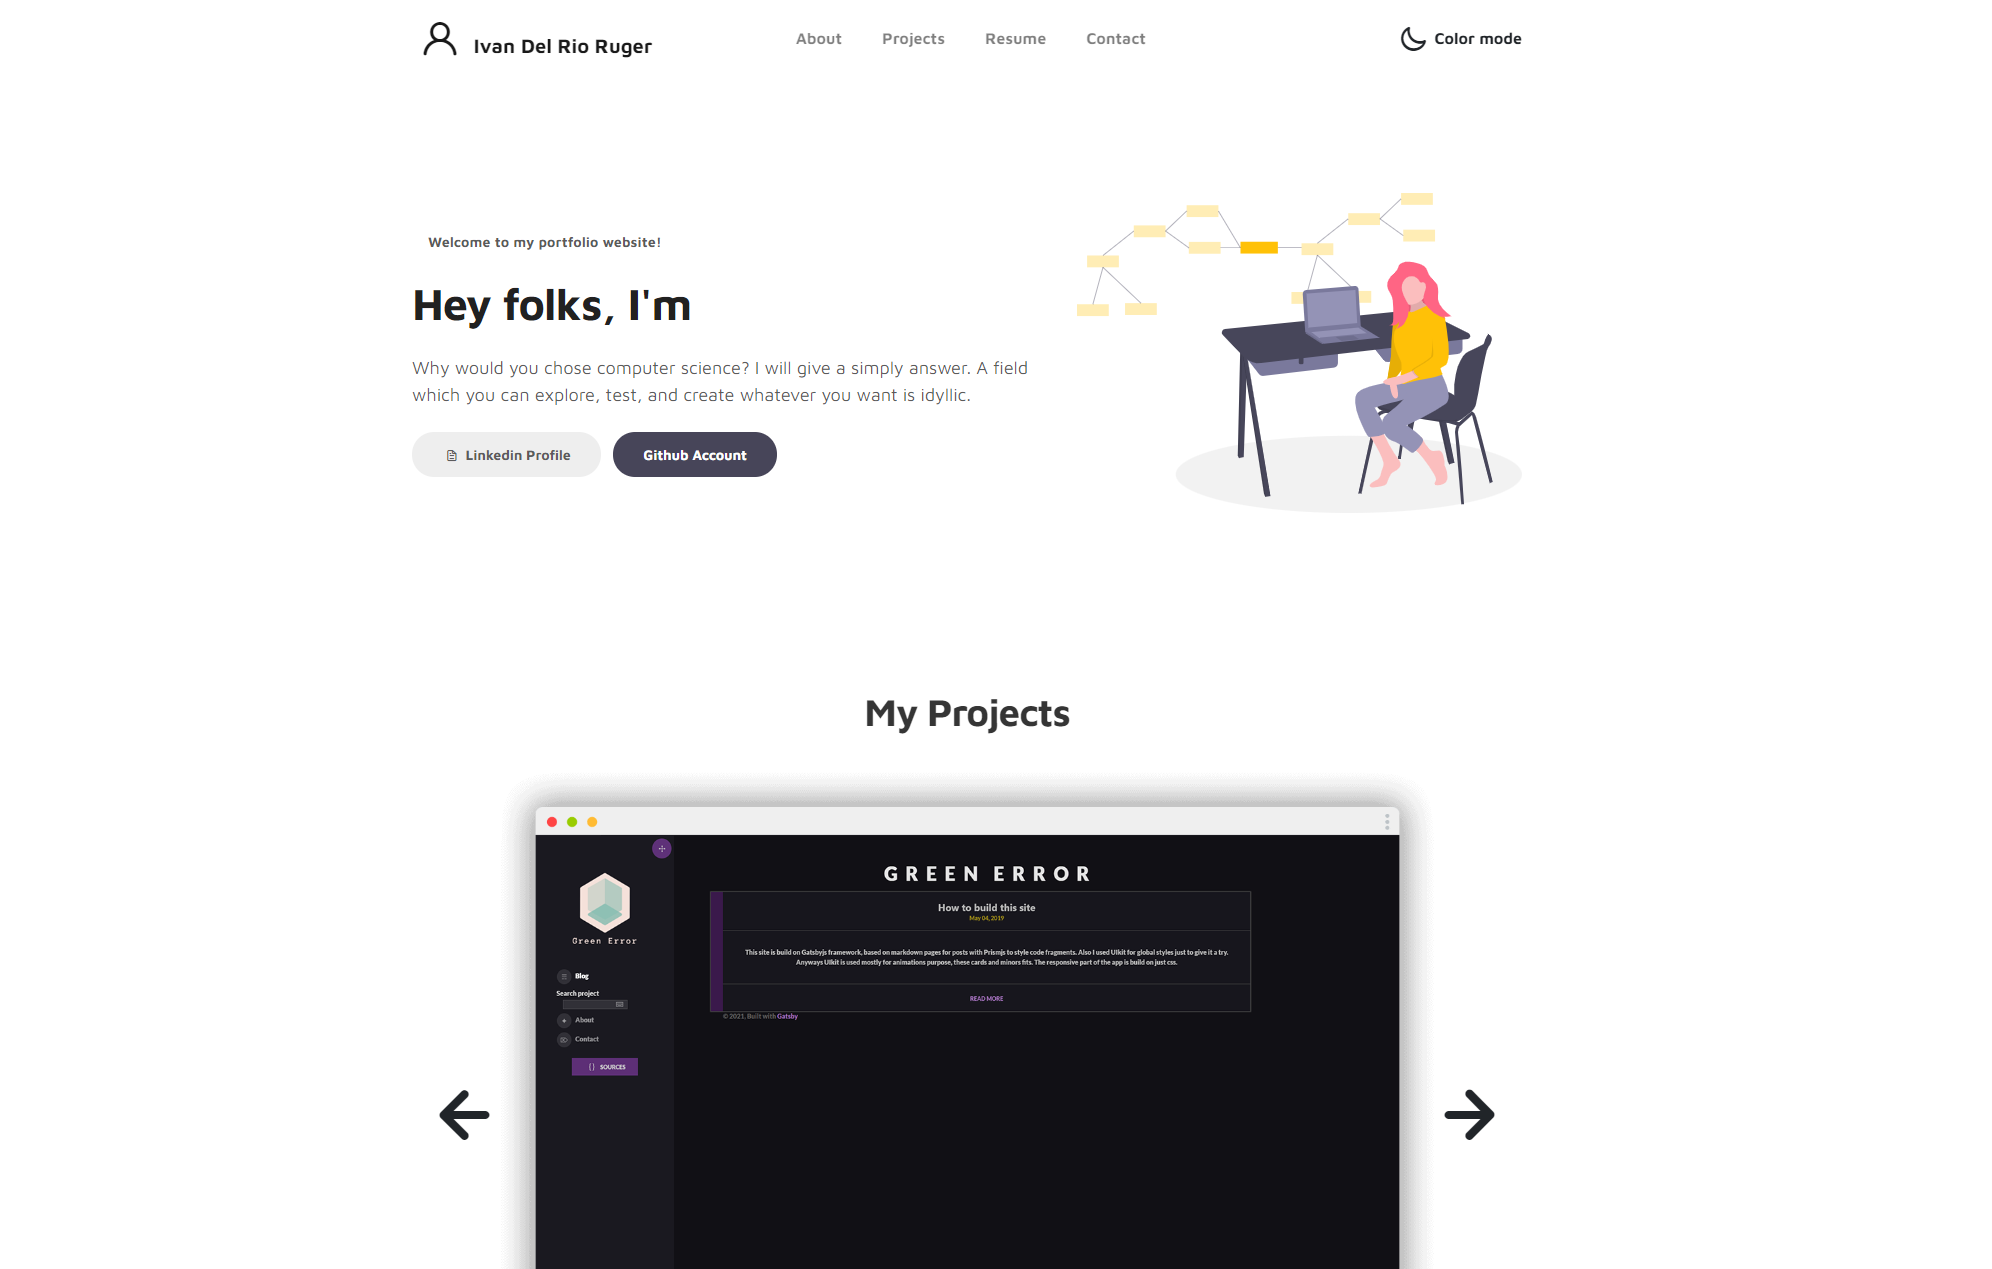 Ivan Del Rio Ruger
About
Projects
Resume
Contact
Color mode
Welcome to my portfolio website!
Hey folks, I'm
Why would you chose computer science? I will give a simply answer. A field
which you can explore, test, and create whatever you want is idyllic.
Linkedin Profile
Github Account
My Projects
Green Error
Blog
Search project
About
Contact
{ } SOURCES
GREEN ERROR
How to build this site
May 04, 2019
This site is build on Gatsbyjs framework, based on markdown pages for posts with Prismjs to style code fragments. Also I used UIkit for global styles just to give it a try.
Anyways UIkit is used mostly for animations purpose, these cards and minors fits. The responsive part of the app is build on just css.
READ MORE
© 2021, Built with Gatsby